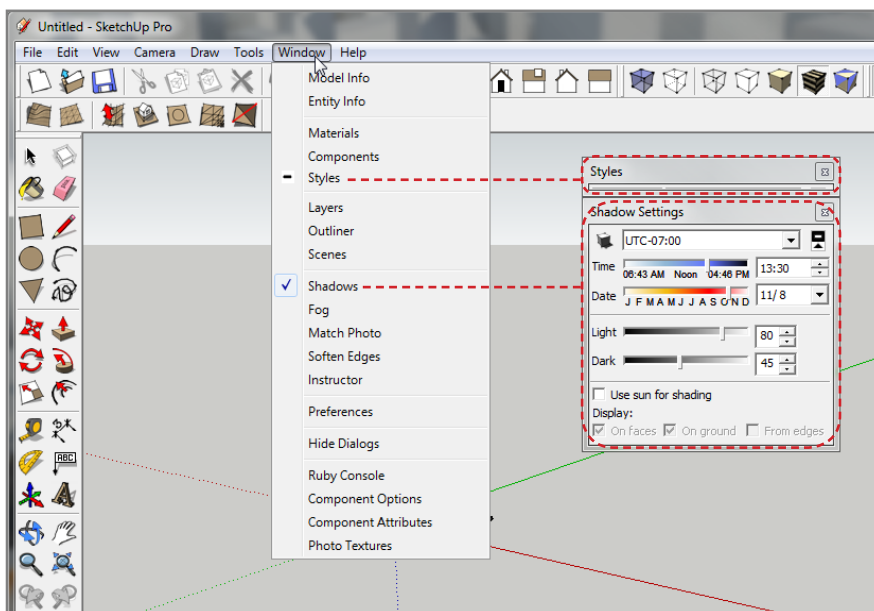 Untitled - SketchUp Pro
File Edit View Camera Draw Tools Window Help
Model Info
Entity Info
Materials
Components
Styles
Layers
Outliner
Scenes
Shadows
Fog
Match Photo
Soften Edges
Instructor
Preferences
Hide Dialogs
Ruby Console
Component Options
Component Attributes
Photo Textures
ABC
A
Styles
Shadow Settings
UTC-07:00
Time 06:43 AM Noon 04:46 PM 13:30
Date J F M A M J J A S O N D 11/ 8
Light 80
Dark 45
Use sun for shading
Display:
On faces On ground From edges